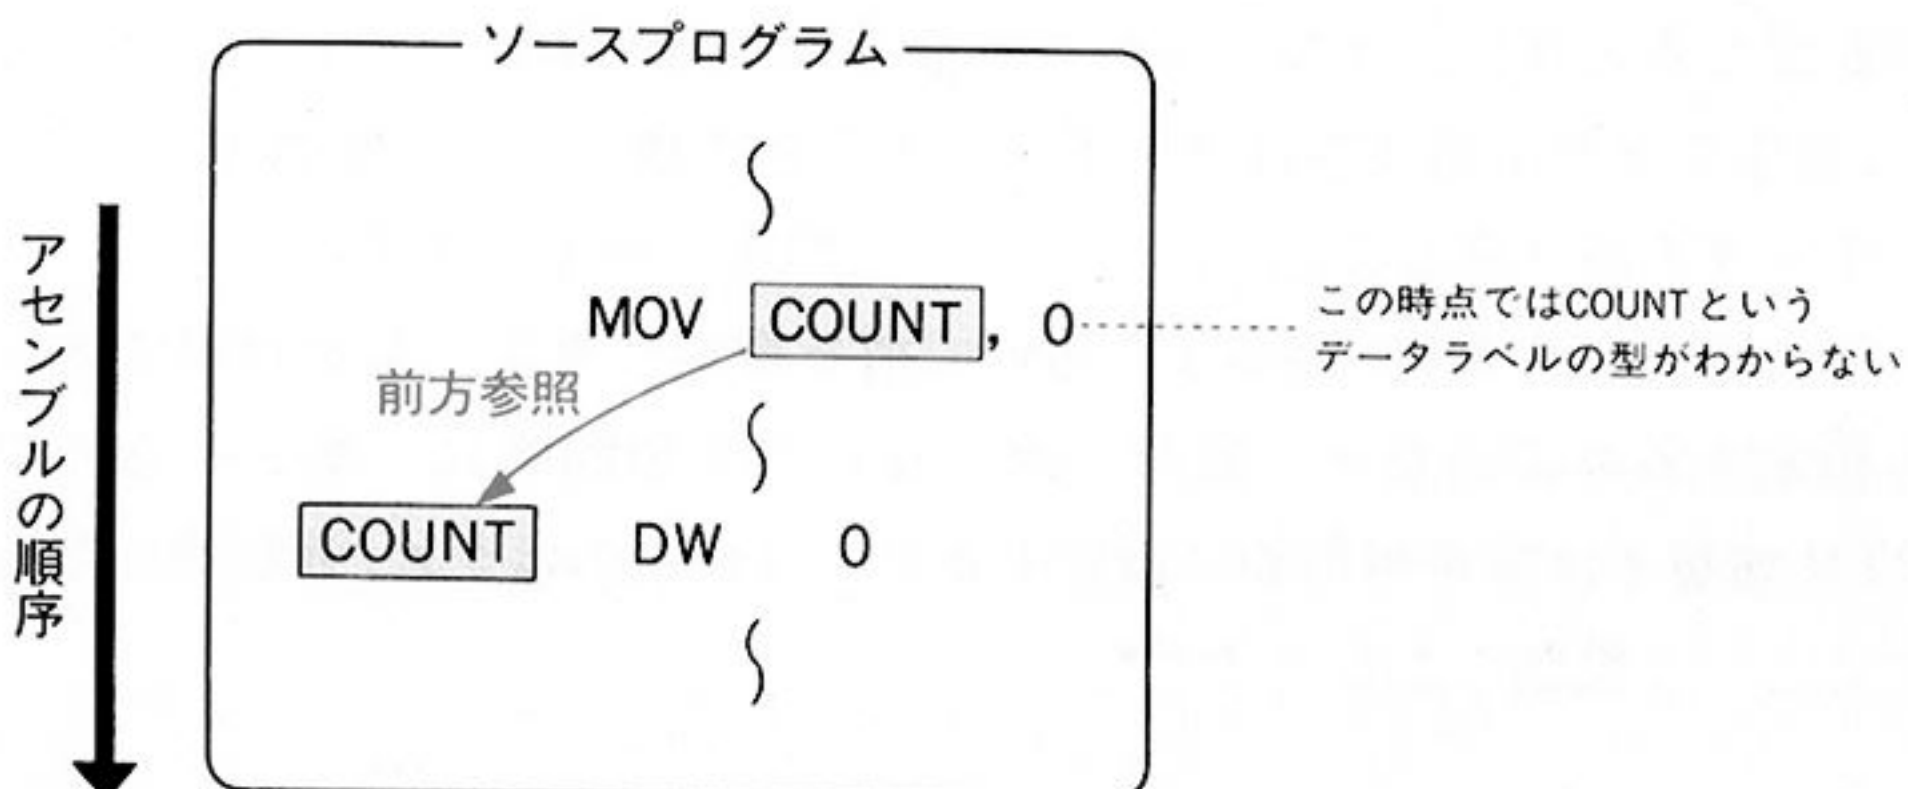 ソースプログラム
アセンブルの順序
MOV COUNT, 0
この時点ではCOUNTという
データラベルの型がわからない
前方参照
COUNT DW 0